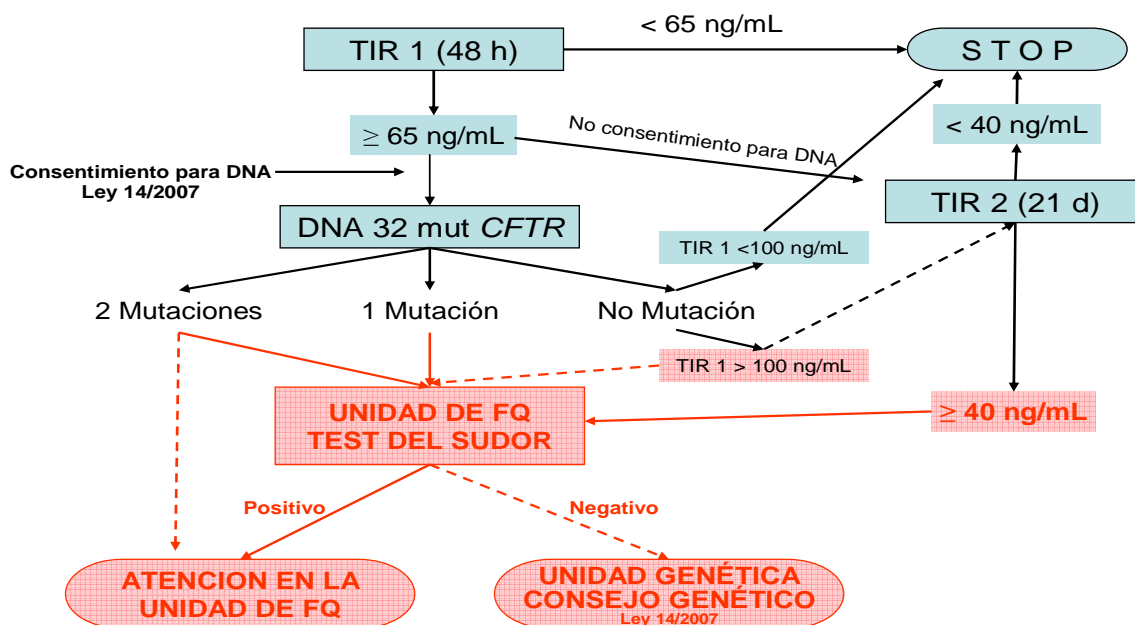 TIR 1 (48 h)
< 65 ng/mL
S T O P
≥ 65 ng/mL
No consentimiento para DNA
< 40 ng/mL
Consentimiento para DNA
Ley 14/2007
TIR 2 (21 d)
DNA 32 mut CFTR
TIR 1 <100 ng/mL
2 Mutaciones
1 Mutación
No Mutación
TIR 1 > 100 ng/mL
UNIDAD DE FQ
TEST DEL SUDOR
≥ 40 ng/mL
Positivo
Negativo
ATENCION EN LA
UNIDAD DE FQ
UNIDAD GENÉTICA
CONSEJO GENÉTICO
Ley 14/2007